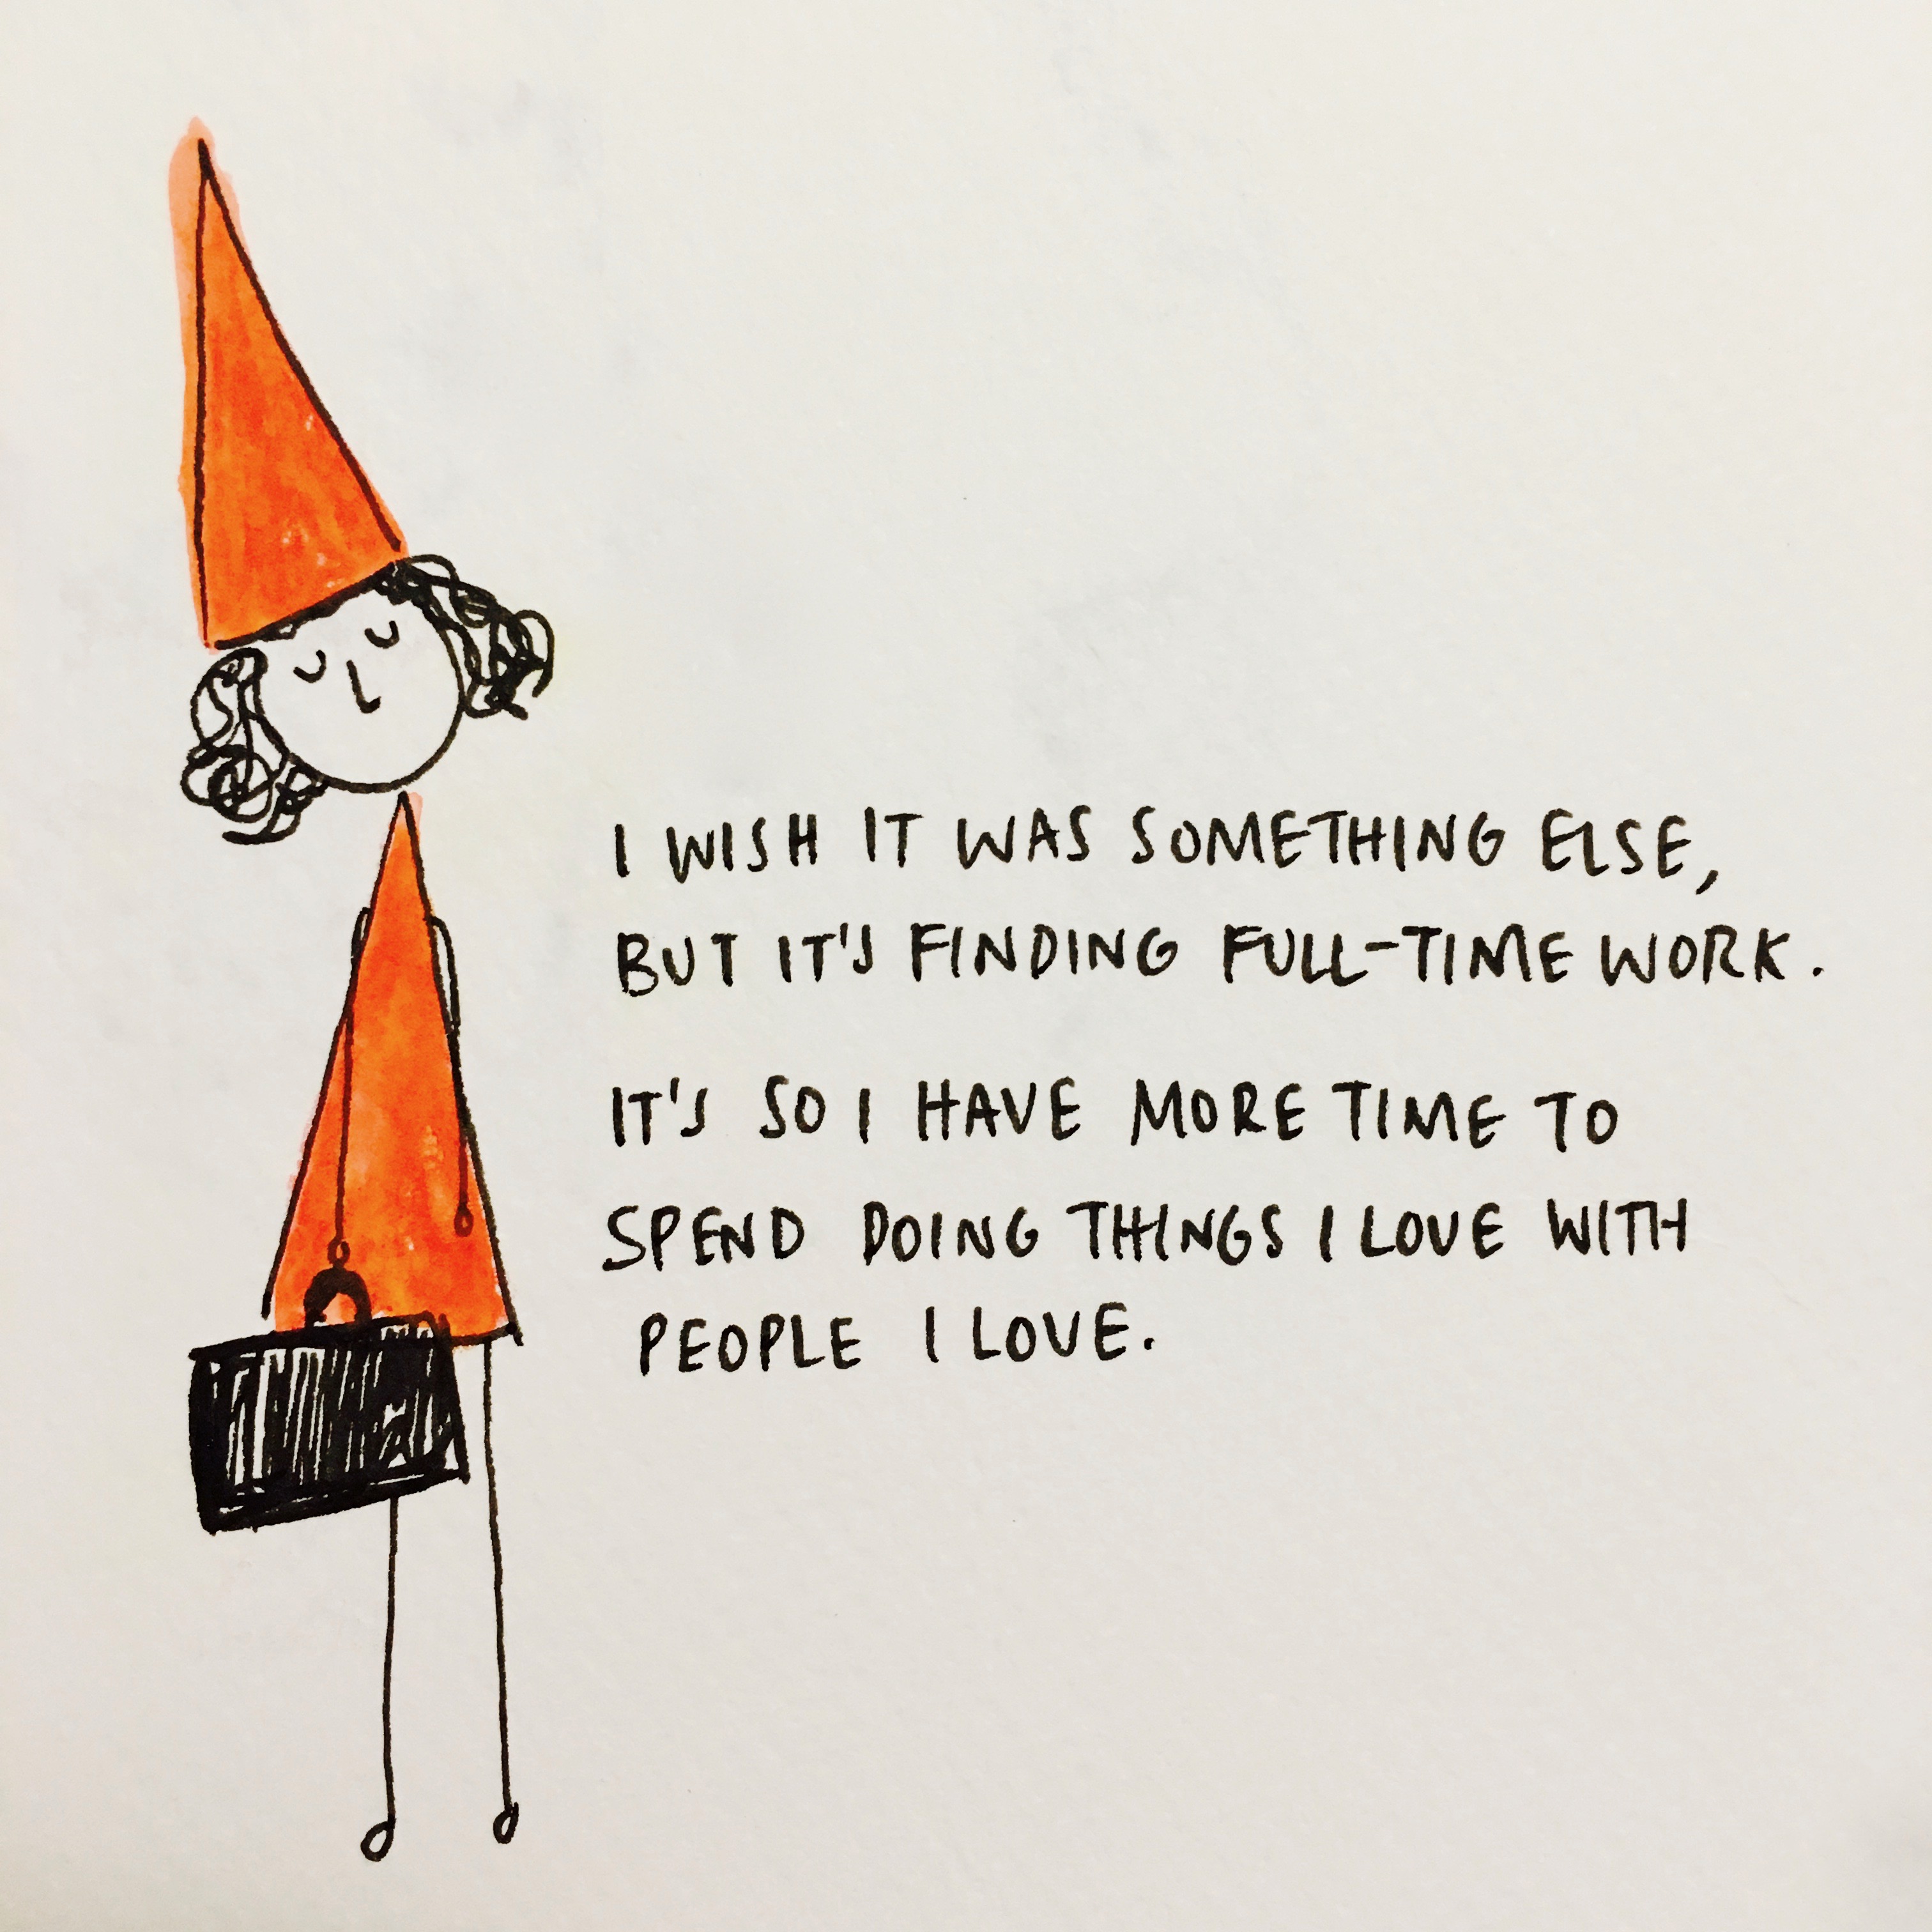 I WISH IT WAS SOMETHING ELSE,
BUT IT'S FINDING FULL-TIME WORK.
IT'S SO I HAVE MORE TIME TO
SPEND DOING THINGS I LOVE WITH
PEOPLE I LOVE.